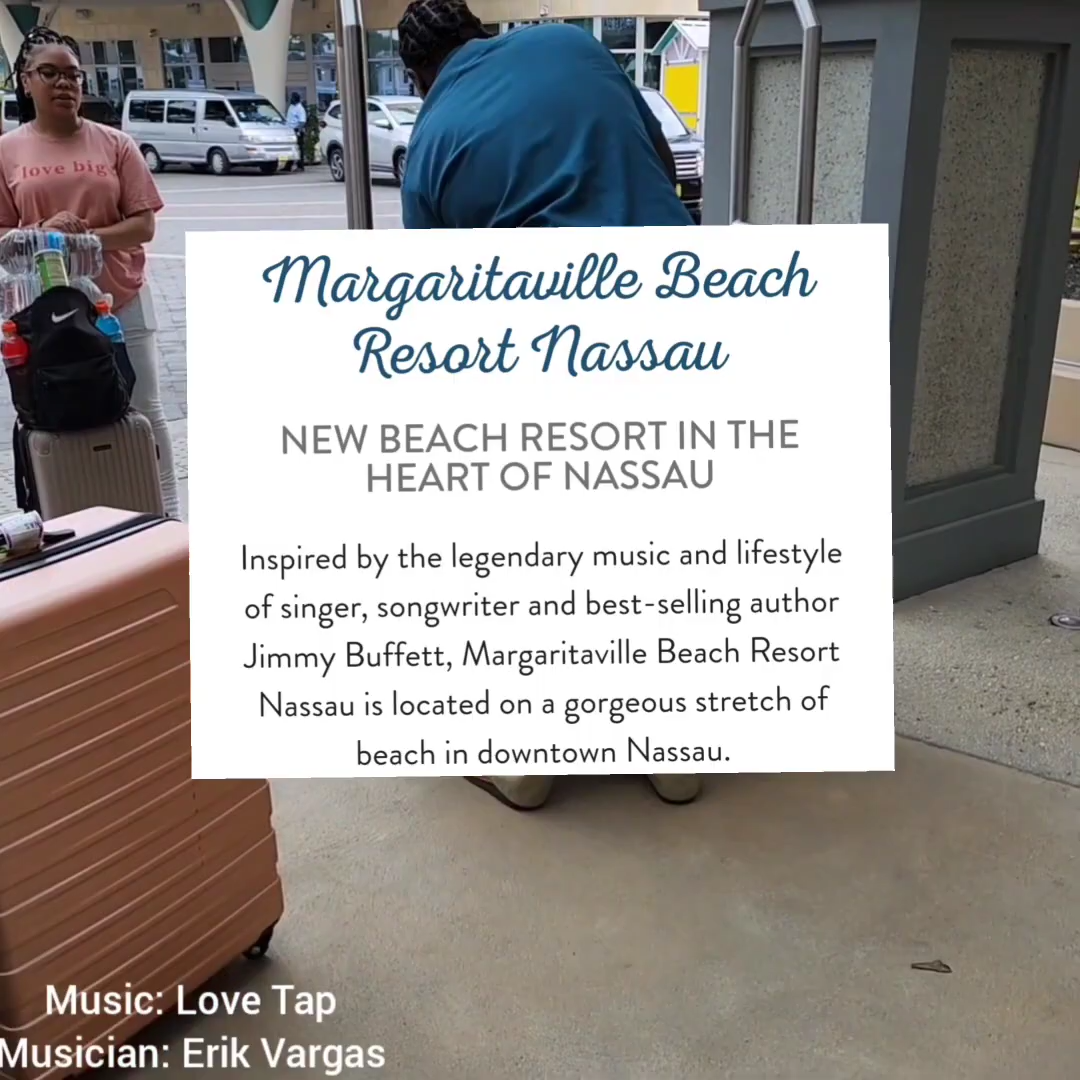 love big
Margaritaville Beach
Resort Nassau
NEW BEACH RESORT IN THE
HEART OF NASSAU
Inspired by the legendary music and lifestyle
of singer, songwriter and best-selling author
Jimmy Buffett, Margaritaville Beach Resort
Nassau is located on a gorgeous stretch of
beach in downtown Nassau.
Music: Love Tap
Musician: Erik Vargas